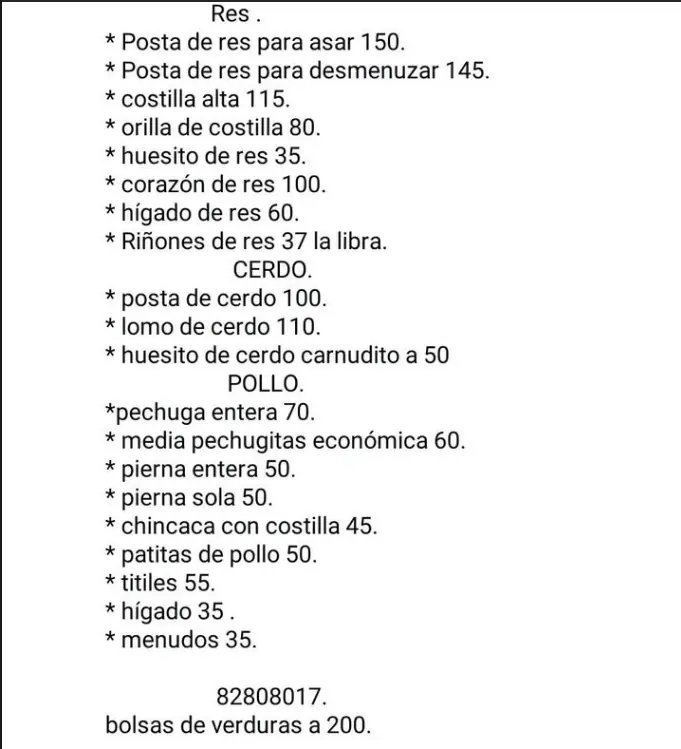 Res .
* Posta de res para asar 150.
* Posta de res para desmenuzar 145.
* costilla alta 115.
* orilla de costilla 80.
* huesito de res 35.
* corazón de res 100.
* hígado de res 60.
* Riñones de res 37 la libra.
CERDO.
* posta de cerdo 100.
* lomo de cerdo 110.
* huesito de cerdo carnudito a 50
POLLO.
*pechuga entera 70.
* media pechugitas económica 60.
* pierna entera 50.
* pierna sola 50.
* chincaca con costilla 45.
* patitas de pollo 50.
* titiles 55.
* hígado 35 .
* menudos 35.
82808017.
bolsas de verduras a 200.